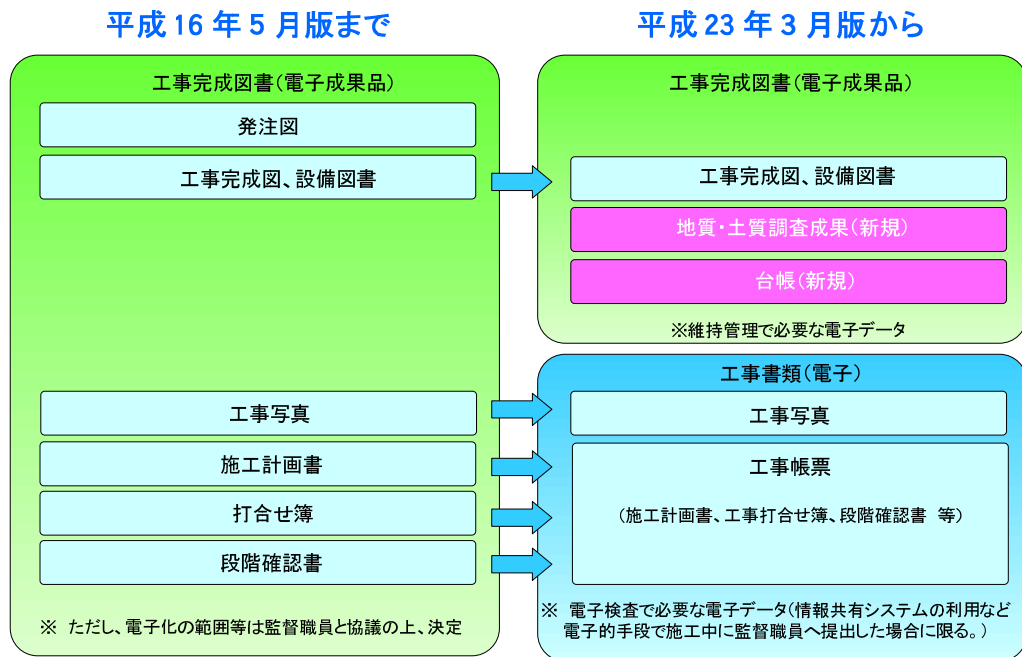 平成16年5月版まで
工事完成図書(電子成果品)
発注図
工事完成図、設備図書
工事写真
施工計画書
打合せ簿
段階確認書
※ ただし、電子化の範囲等は監督職員と協議の上、決定
平成23年3月版から
工事完成図書(電子成果品)
工事完成図、設備図書
地質・土質調査成果(新規)
台帳(新規)
※維持管理で必要な電子データ
工事書類(電子)
工事写真
工事帳票
(施工計画書、工事打合せ簿、段階確認書 等)
※ 電子検査で必要な電子データ(情報共有システムの利用など
電子的手段で施工中に監督職員へ提出した場合に限る。)